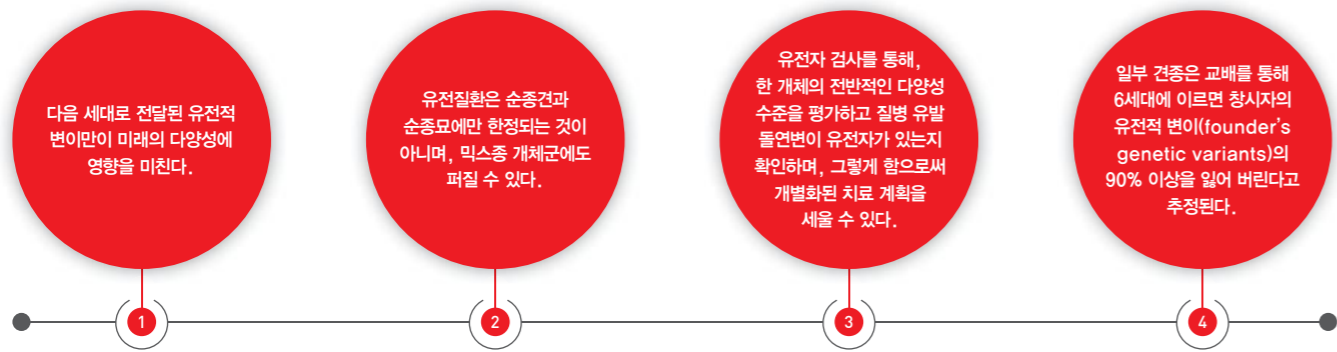 다음 세대로 전달된 유전적
변이만이 미래의 다양성에
영향을 미친다.
유전질환은 순종견과
순종묘에만 한정되는 것이
아니며, 믹스종 개체군에도
퍼질 수 있다.
유전자 검사를 통해,
한 개체의 전반적인 다양성
수준을 평가하고 질병 유발
돌연변이 유전자가 있는지
확인하며, 그렇게 함으로써
개별화된 치료 계획을
세울 수 있다.
일부 견종은 교배를 통해
6세대에 이르면 창시자의
유전적 변이(founder's
genetic variants)의
90% 이상을 잃어 버린다고
추정된다.
1
2
3
4